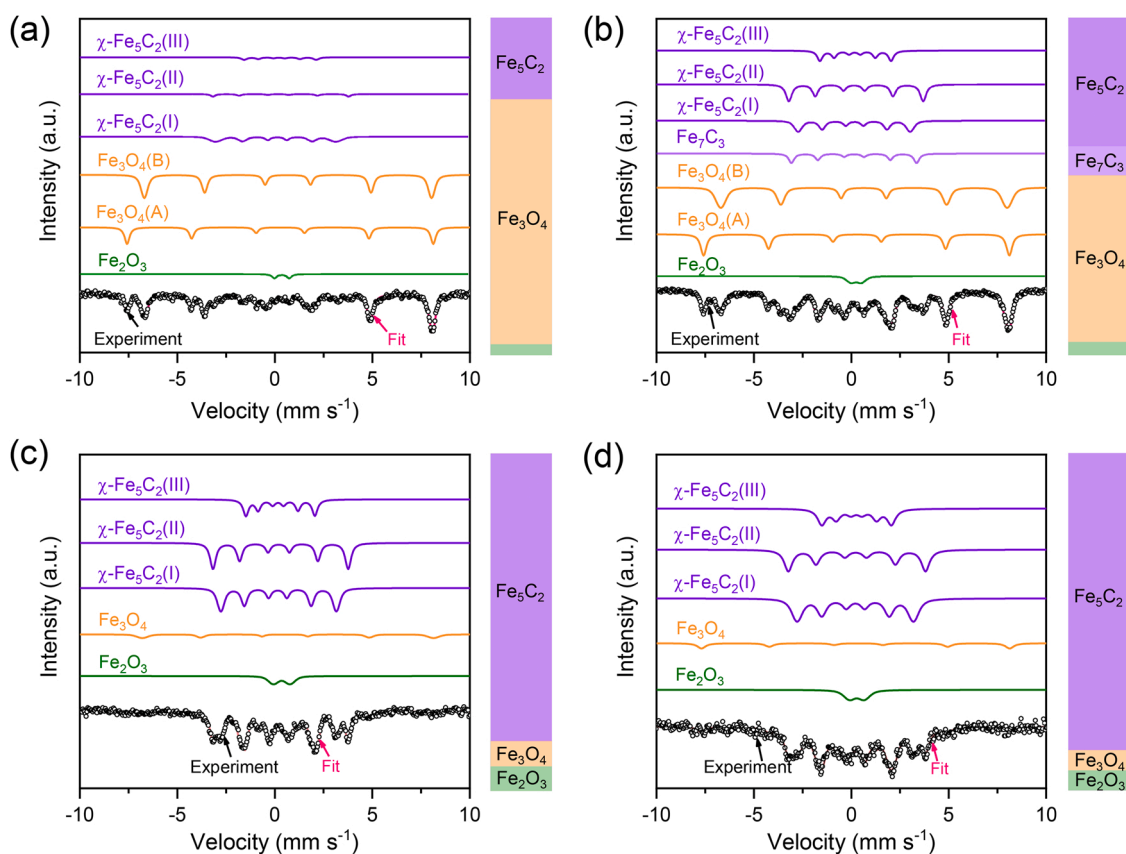 (a)
χ-Fe₅C₂(III)
χ-Fe₅C₂(II)
χ-Fe₅C₂(I)
Fe₃O₄(B)
Fe₃O₄(A)
Fe₂O₃
Experiment
Fit
Intensity (a.u.)
-10 -5 0 5 10
Velocity (mm s⁻¹)
Fe₅C₂
Fe₃O₄
(b)
χ-Fe₅C₂(III)
χ-Fe₅C₂(II)
χ-Fe₅C₂(I)
Fe₇C₃
Fe₃O₄(B)
Fe₃O₄(A)
Fe₂O₃
Experiment
Fit
Intensity (a.u.)
-10 -5 0 5 10
Velocity (mm s⁻¹)
Fe₅C₂
Fe₇C₃
Fe₃O₄
(c)
χ-Fe₅C₂(III)
χ-Fe₅C₂(II)
χ-Fe₅C₂(I)
Fe₃O₄
Fe₂O₃
Experiment
Fit
Intensity (a.u.)
-10 -5 0 5 10
Velocity (mm s⁻¹)
Fe₅C₂
Fe₃O₄
Fe₂O₃
(d)
χ-Fe₅C₂(III)
χ-Fe₅C₂(II)
χ-Fe₅C₂(I)
Fe₃O₄
Fe₂O₃
Experiment
Fit
Intensity (a.u.)
-10 -5 0 5 10
Velocity (mm s⁻¹)
Fe₅C₂
Fe₃O₄
Fe₂O₃